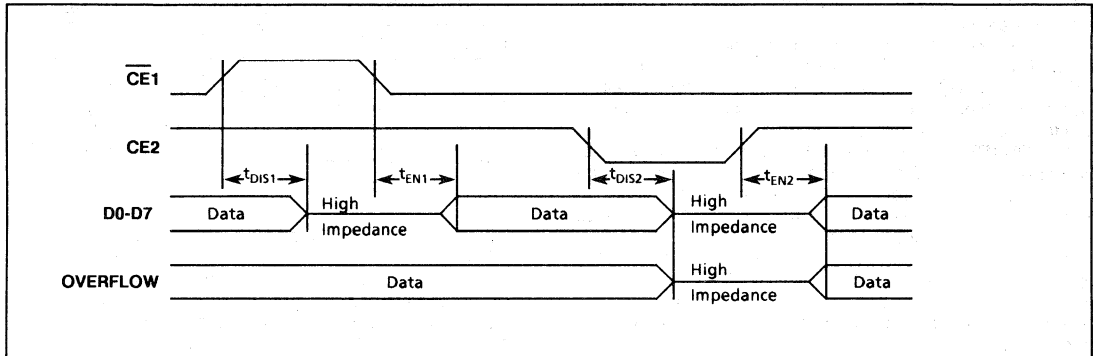 CE1
CE2
tDIS1 tEN1 tDIS2 tEN2
D0-D7 Data High Impedance Data High Impedance Data
OVERFLOW Data High Impedance Data